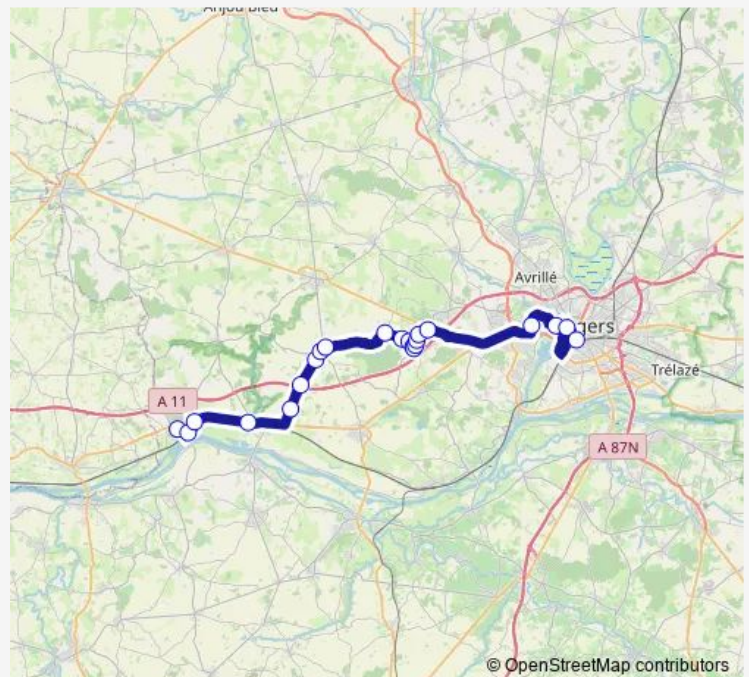 Anjou Bleu
Avrillé
gers
Trélazé
A 11
A 87N
© OpenStreetMap contributors